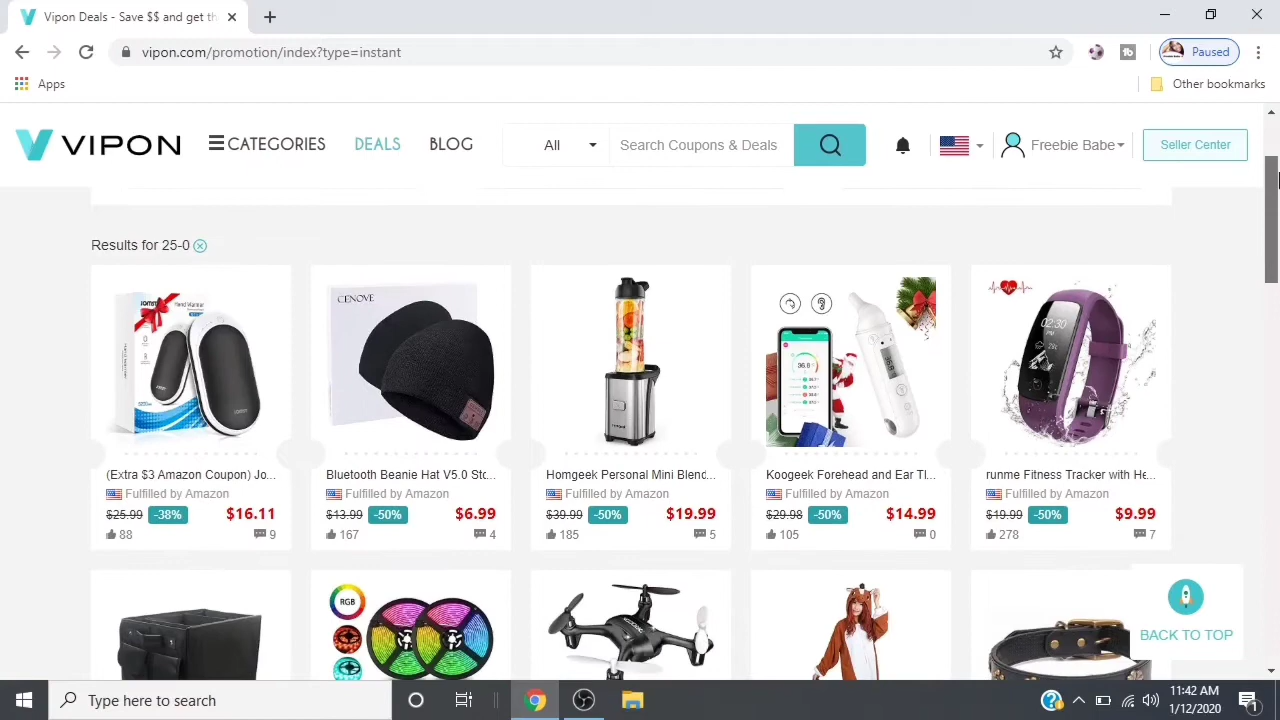 Vipon Deals - Save $$ and get th
vipon.com/promotion/index?type=instant
Paused
Apps
Other bookmarks
VIPON
CATEGORIES
DEALS
BLOG
All
Search Coupons & Deals
Freebie Babe
Seller Center
Results for 25-0
CENOVE
RGB
02:30
(Extra $3 Amazon Coupon) Jo...
Fulfilled by Amazon
$25.99 -38% $16.11
88 9
Bluetooth Beanie Hat V5.0 Sto...
Fulfilled by Amazon
$13.99 -50% $6.99
167 4
Homgeek Personal Mini Blend...
Fulfilled by Amazon
$39.99 -50% $19.99
185 5
Koogeek Forehead and Ear Tl...
Fulfilled by Amazon
$29.98 -50% $14.99
105 0
runme Fitness Tracker with He...
Fulfilled by Amazon
$19.99 -50% $9.99
278 7
BACK TO TOP
Type here to search
11:42 AM
1/12/2020